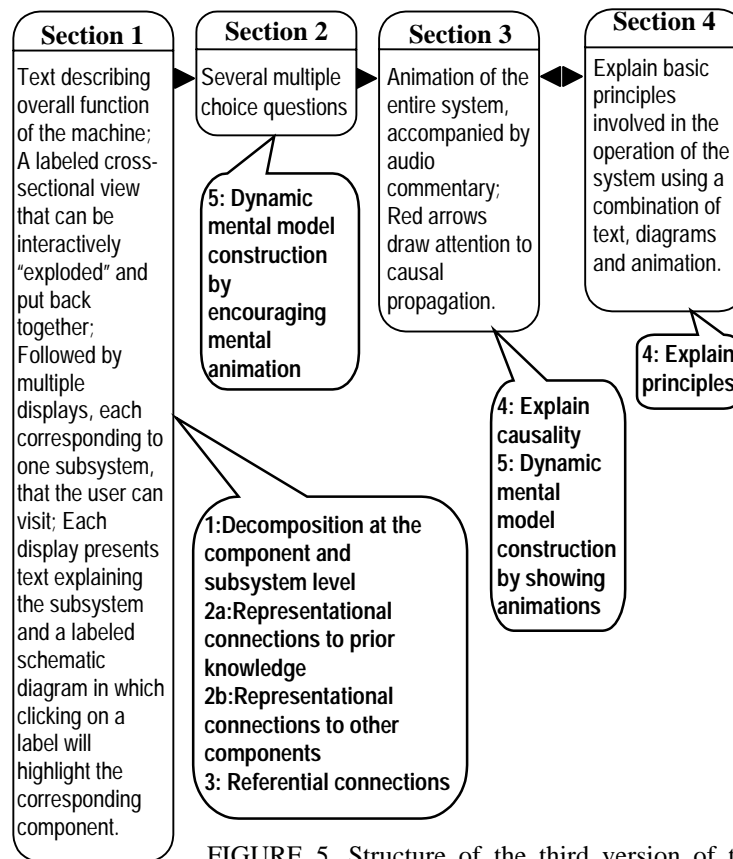 Section 1
Text describing
overall function
of the machine;
A labeled cross-
sectional view
that can be
interactively
“exploded” and
put back
together;
Followed by
multiple
displays, each
corresponding to
one subsystem,
that the user can
visit; Each
display presents
text explaining
the subsystem
and a labeled
schematic
diagram in which
clicking on a
label will
highlight the
corresponding
component.
1:Decomposition at the
component and
subsystem level
2a:Representational
connections to prior
knowledge
2b:Representational
connections to other
components
3: Referential connections
Section 2
Several multiple
choice questions
5: Dynamic
mental model
construction
by
encouraging
mental
animation
Section 3
Animation of the
entire system,
accompanied by
audio
commentary;
Red arrows
draw attention to
causal
propagation.
4: Explain
causality
5: Dynamic
mental
model
construction
by showing
animations
Section 4
Explain basic
principles
involved in the
operation of the
system using a
combination of
text, diagrams
and animation.
4: Explain
principles
FIGURE 5. Structure of the third version of t